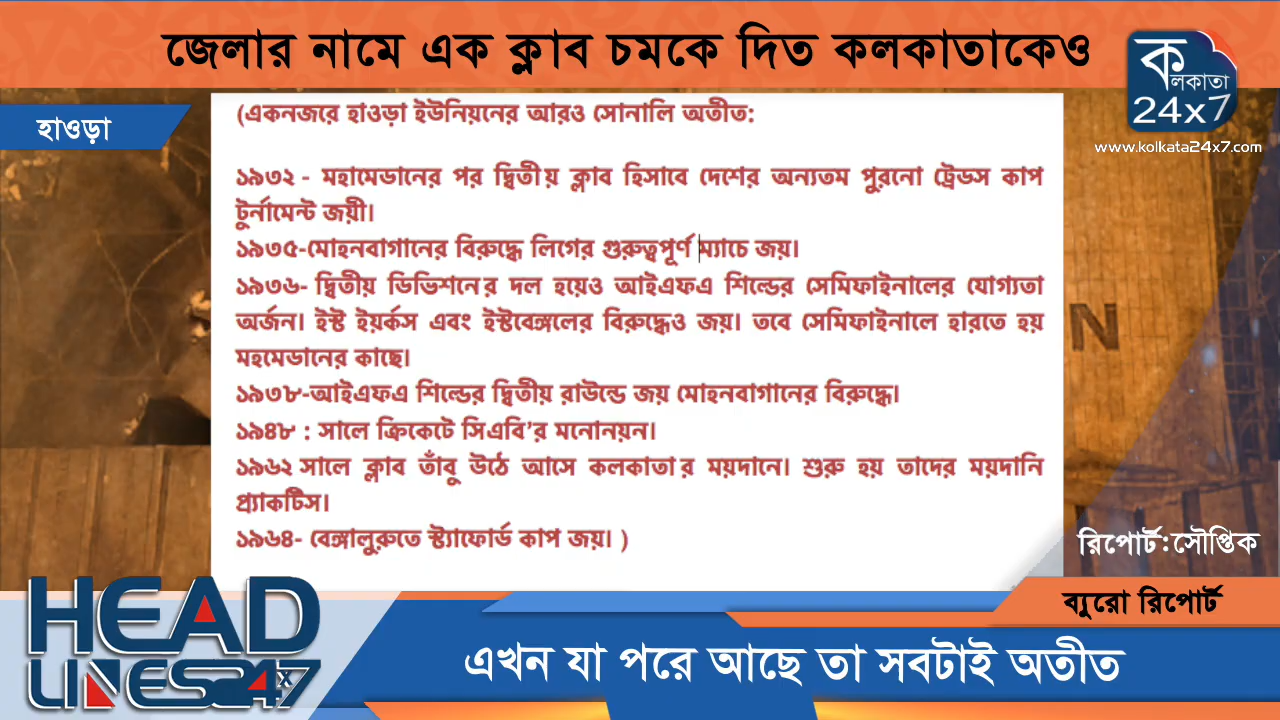 জেলার নামে এক ক্লাব চমকে দিত কলকাতাকেও
কলকাতা
24x7
www.kolkata24x7.com
হাওড়া
(একনজরে হাওড়া ইউনিয়নের আরও সোনালি অতীত:
১৯৩২ - মহামেডানের পর দ্বিতীয় ক্লাব হিসাবে দেশের অন্যতম পুরনো ট্রেডস কাপ
টুর্নামেন্ট জয়ী।
১৯৩৫-মোহনবাগানের বিরুদ্ধে লিগের গুরুত্বপূর্ণ ম্যাচে জয়।
১৯৩৬- দ্বিতীয় ডিভিশনের দল হয়েও আইএফএ শিল্ডের সেমিফাইনালের যোগ্যতা
অর্জন। ইস্ট ইয়র্কস এবং ইস্টবেঙ্গলের বিরুদ্ধেও জয়। তবে সেমিফাইনালে হারতে হয়
মহমেডানের কাছে।
১৯৩৮-আইএফএ শিল্ডের দ্বিতীয় রাউন্ডে জয় মোহনবাগানের বিরুদ্ধে।
১৯৪৮ : সালে ক্রিকেটে সিএবি'র মনোনয়ন।
১৯৬২ সালে ক্লাব তাঁবু উঠে আসে কলকাতার ময়দানে। শুরু হয় তাদের ময়দানি
প্র্যাকটিস।
১৯৬৪- বেঙ্গালুরুতে স্ট্যাফোর্ড কাপ জয়। )
N
রিপোর্ট:সৌপ্তিক
ব্যুরো রিপোর্ট
HEAD
LINES 24x7
এখন যা পরে আছে তা সবটাই অতীত